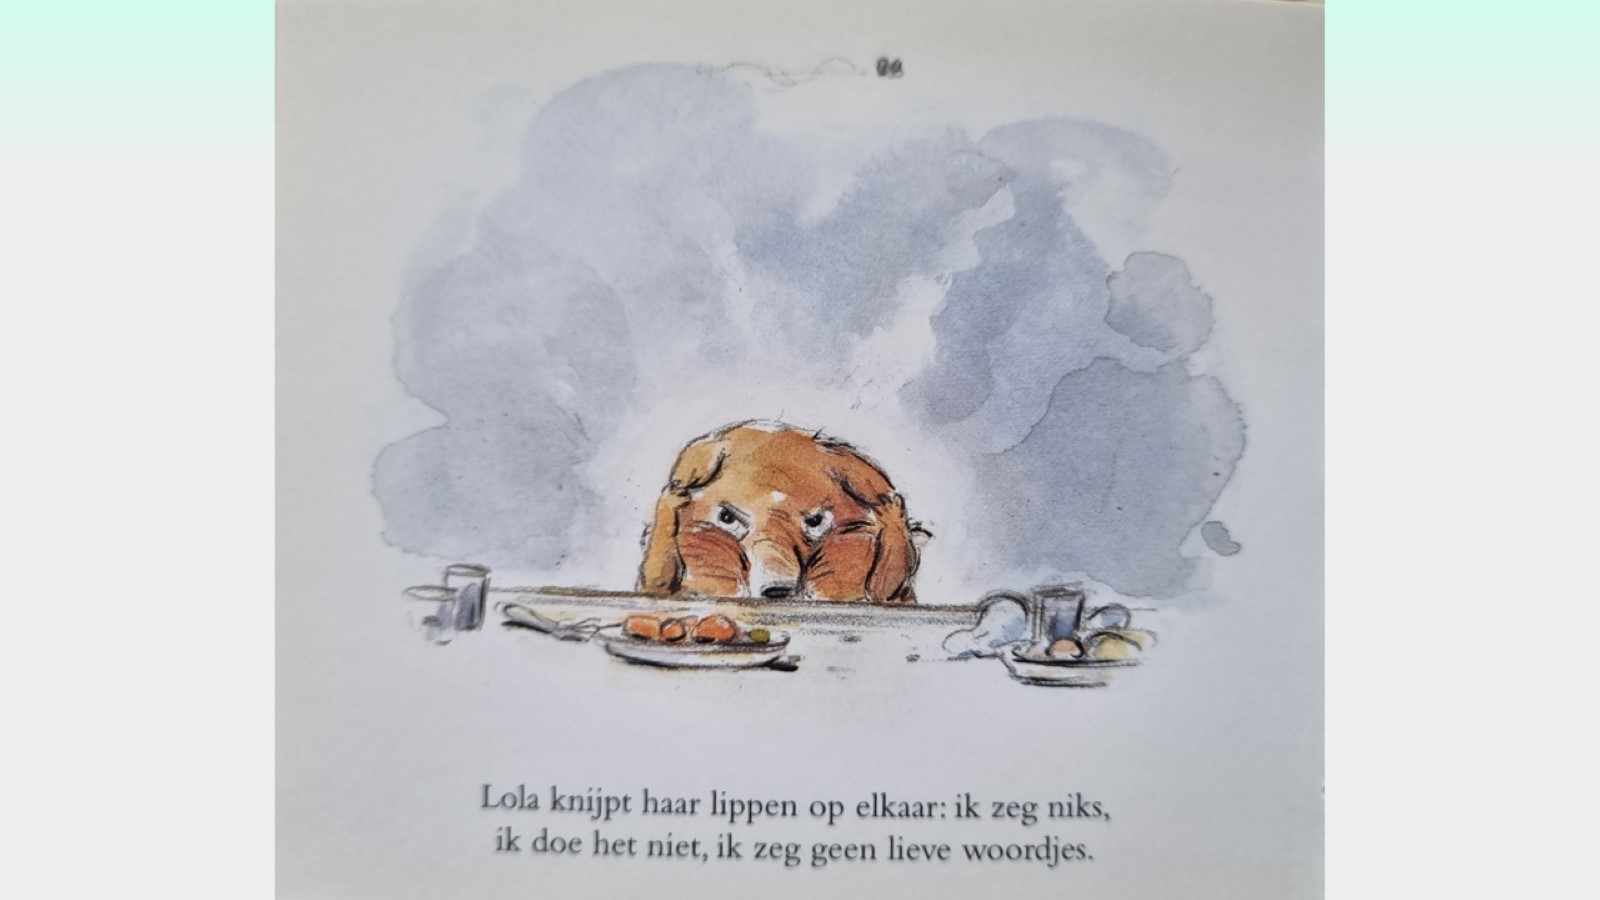 Lola knijpt haar lippen op elkaar: ik zeg niks,
ik doe het niet, ik zeg geen lieve woordjes.